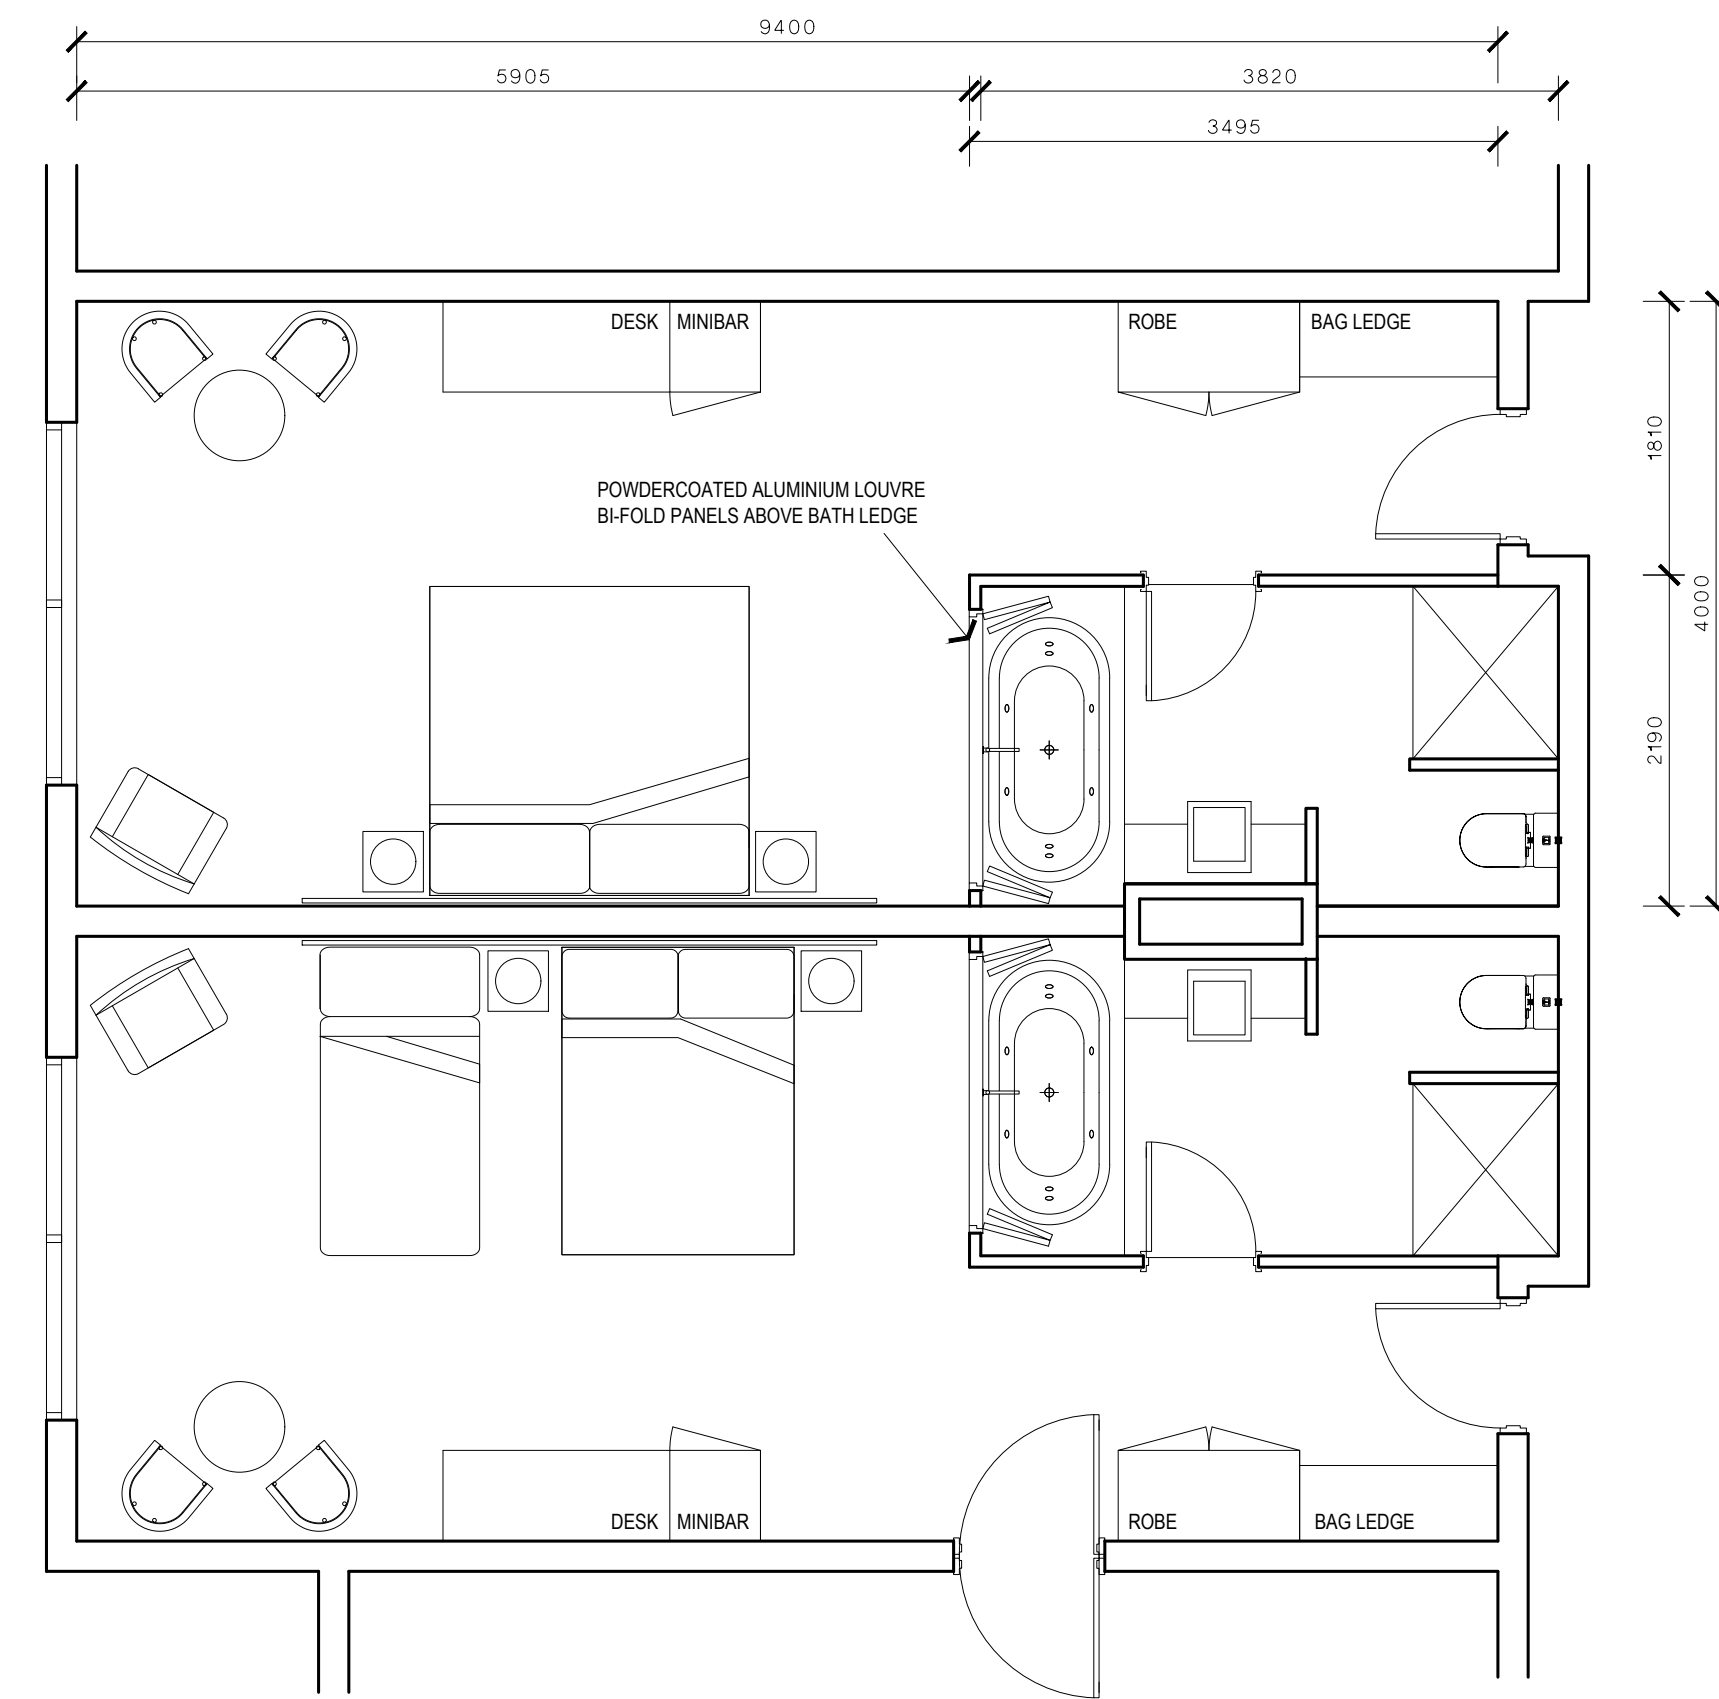 9400
5905
3820
3495
DESK MINIBAR
ROBE
BAG LEDGE
1810
POWDERCOATED ALUMINIUM LOUVRE
BI-FOLD PANELS ABOVE BATH LEDGE
4000
2190
DESK MINIBAR
ROBE
BAG LEDGE